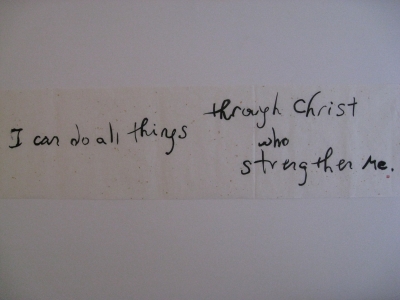 I can do all things through Christ
who
strengthen me.